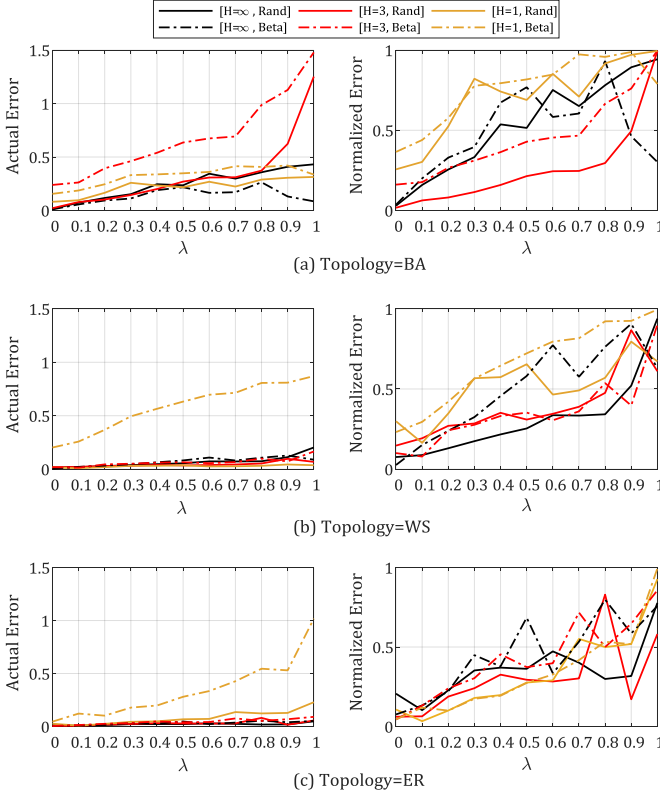 [H=∞ , Rand] [H=3, Rand] [H=1, Rand]
[H=∞ , Beta] [H=3, Beta] [H=1, Beta]
Actual Error
1.5
1
0.5
0
0 0.1 0.2 0.3 0.4 0.5 0.6 0.7 0.8 0.9 1
λ
Normalized Error
1
0.5
0
0 0.1 0.2 0.3 0.4 0.5 0.6 0.7 0.8 0.9 1
λ
(a) Topology=BA
Actual Error
1.5
1
0.5
0
0 0.1 0.2 0.3 0.4 0.5 0.6 0.7 0.8 0.9 1
λ
Normalized Error
1
0.5
0
0 0.1 0.2 0.3 0.4 0.5 0.6 0.7 0.8 0.9 1
λ
(b) Topology=WS
Actual Error
1.5
1
0.5
0
0 0.1 0.2 0.3 0.4 0.5 0.6 0.7 0.8 0.9 1
λ
Normalized Error
1
0.5
0
0 0.1 0.2 0.3 0.4 0.5 0.6 0.7 0.8 0.9 1
λ
(c) Topology=ER